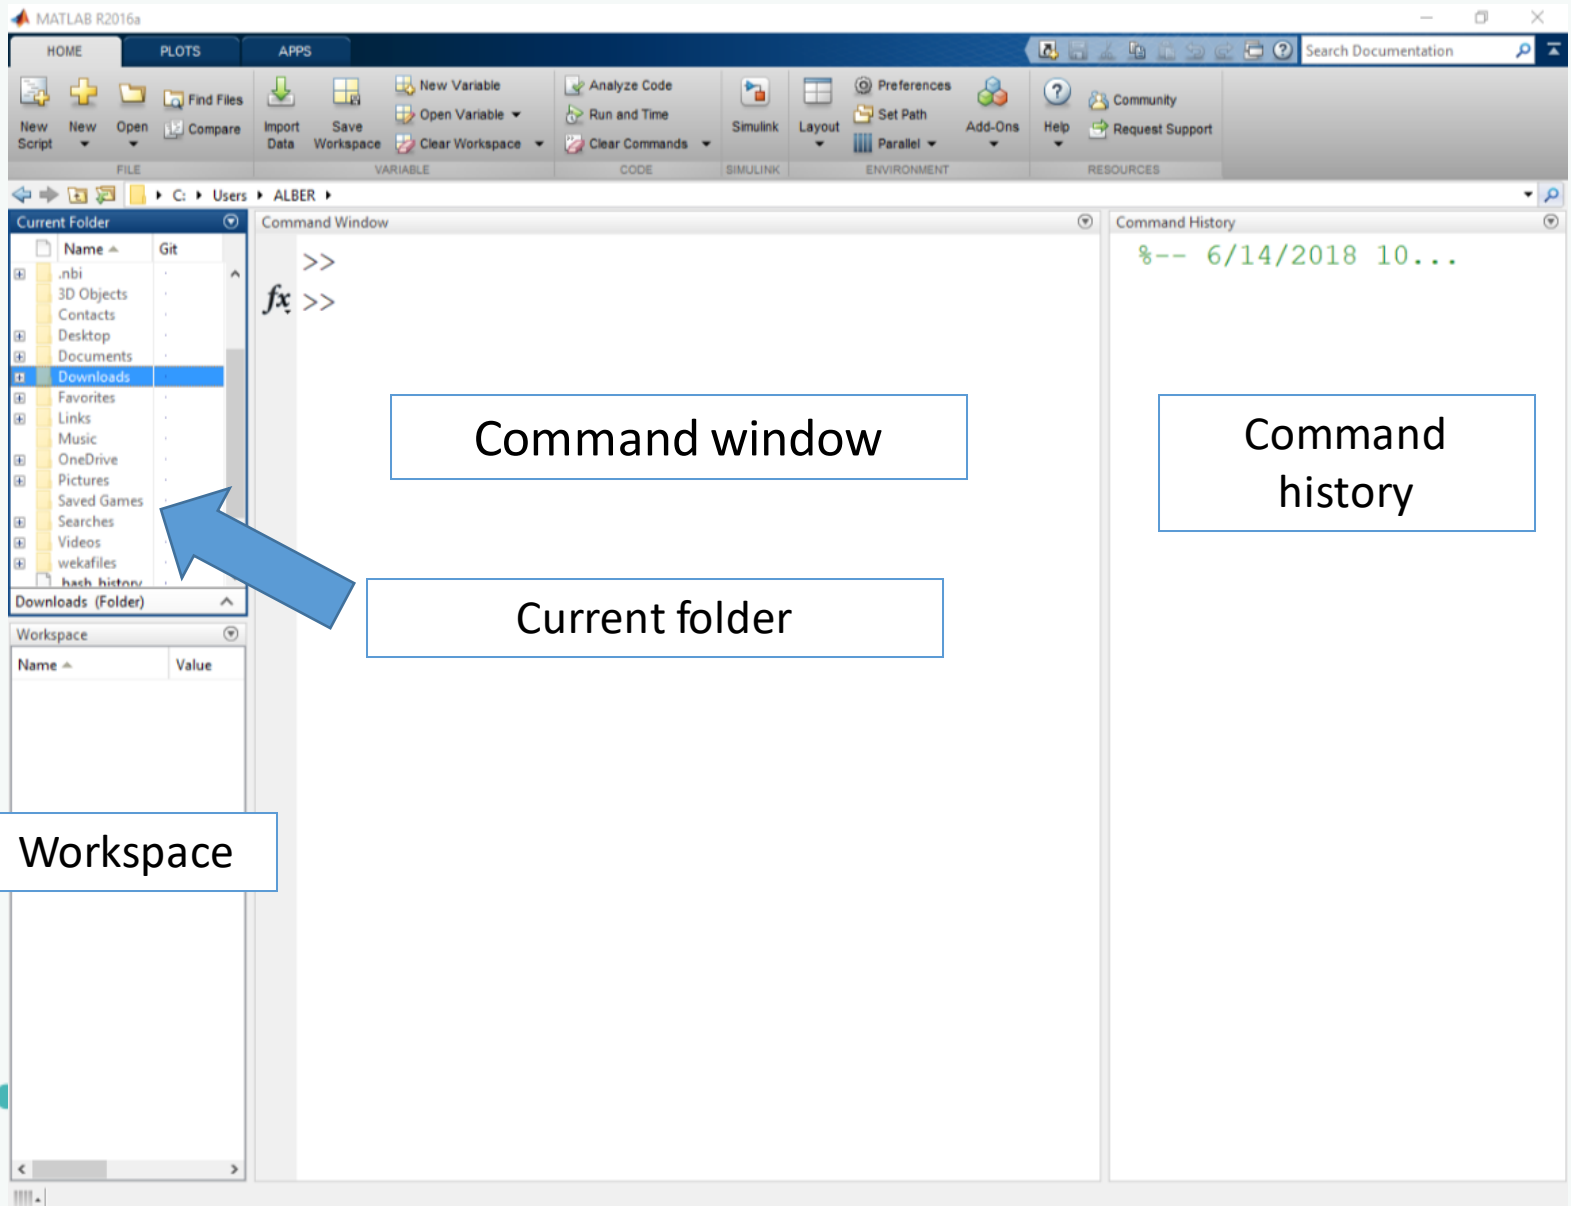 MATLAB R2016a
HOME PLOTS APPS
Search Documentation
New Script
New
Open
Find Files
Compare
FILE
Import Data
Save Workspace
New Variable
Open Variable
Clear Workspace
VARIABLE
Analyze Code
Run and Time
Clear Commands
CODE
Simulink
SIMULINK
Layout
Preferences
Set Path
Parallel
Add-Ons
ENVIRONMENT
Help
Community
Request Support
RESOURCES
C: Users ALBER
Current Folder
Name Git
.nbi
3D Objects
Contacts
Desktop
Documents
Downloads
Favorites
Links
Music
OneDrive
Pictures
Saved Games
Searches
Videos
wekafiles
.bash_history
Downloads (Folder)
Workspace
Name Value
Workspace
Command Window
>>
fx >>
Command window
Current folder
Command History
%-- 6/14/2018 10...
Command
history